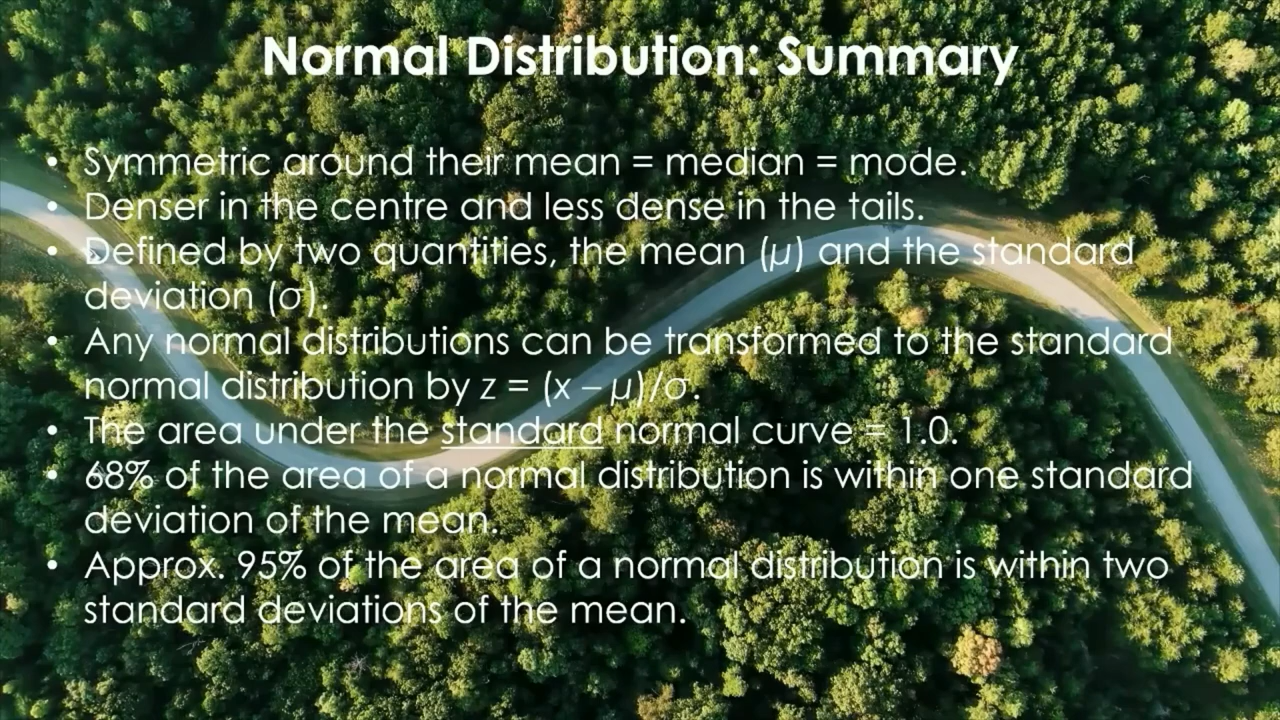 Normal Distribution: Summary
• Symmetric around their mean = median = mode.
• Denser in the centre and less dense in the tails.
• Defined by two quantities, the mean (μ) and the standard
deviation (σ).
• Any normal distributions can be transformed to the standard
normal distribution by z = (x – μ)/σ.
• The area under the standard normal curve = 1.0.
• 68% of the area of a normal distribution is within one standard
deviation of the mean.
• Approx. 95% of the area of a normal distribution is within two
standard deviations of the mean.